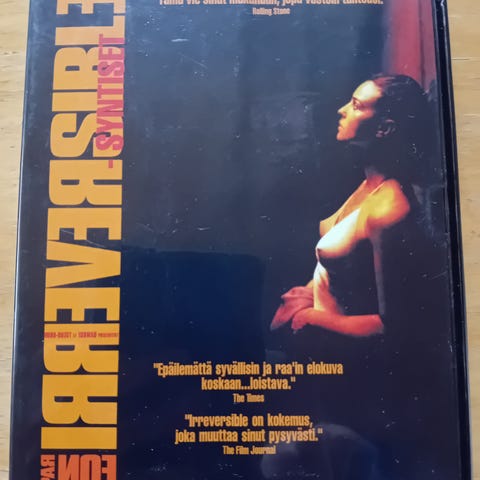 Tämä vie sinut mukanaan, jopa vastoin tahtoasi."
Rolling Stone
IRREVERSIBLE
- SYNTISET
"Epäilemättä syvällisin ja raa'in elokuva
koskaan...loistava."
The Times
"Irreversible on kokemus,
joka muuttaa sinut pysyvästi."
The Film Journal
PAR